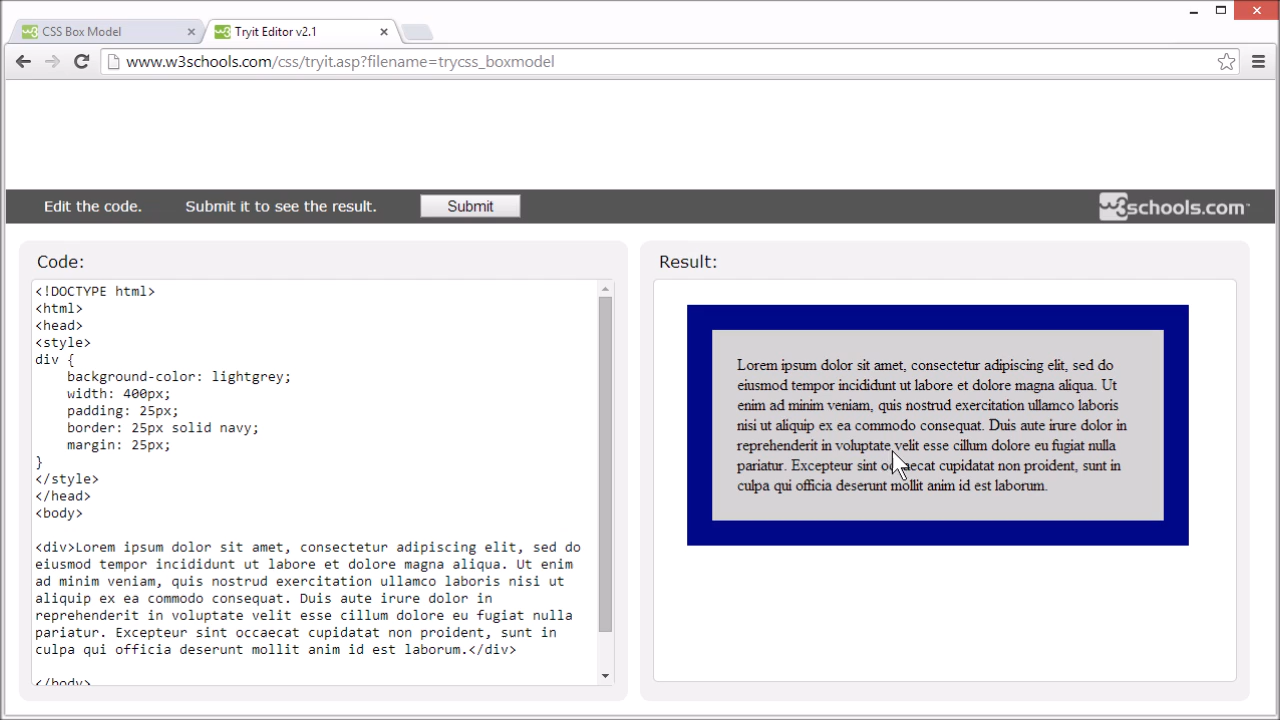 CSS Box Model
Tryit Editor v2.1
www.w3schools.com/css/tryit.asp?filename=trycss_boxmodel
Edit the code. Submit it to see the result. Submit
w3schools.com
Code:
<!DOCTYPE html>
<html>
<head>
<style>
div {
    background-color: lightgrey;
    width: 400px;
    padding: 25px;
    border: 25px solid navy;
    margin: 25px;
}
</style>
</head>
<body>
<div>Lorem ipsum dolor sit amet, consectetur adipiscing elit, sed do
eiusmod tempor incididunt ut labore et dolore magna aliqua. Ut enim
ad minim veniam, quis nostrud exercitation ullamco laboris nisi ut
aliquip ex ea commodo consequat. Duis aute irure dolor in
reprehenderit in voluptate velit esse cillum dolore eu fugiat nulla
pariatur. Excepteur sint occaecat cupidatat non proident, sunt in
culpa qui officia deserunt mollit anim id est laborum.</div>
</body>
Result:
Lorem ipsum dolor sit amet, consectetur adipiscing elit, sed do
eiusmod tempor incididunt ut labore et dolore magna aliqua. Ut
enim ad minim veniam, quis nostrud exercitation ullamco laboris
nisi ut aliquip ex ea commodo consequat. Duis aute irure dolor in
reprehenderit in voluptate velit esse cillum dolore eu fugiat nulla
pariatur. Excepteur sint occaecat cupidatat non proident, sunt in
culpa qui officia deserunt mollit anim id est laborum.